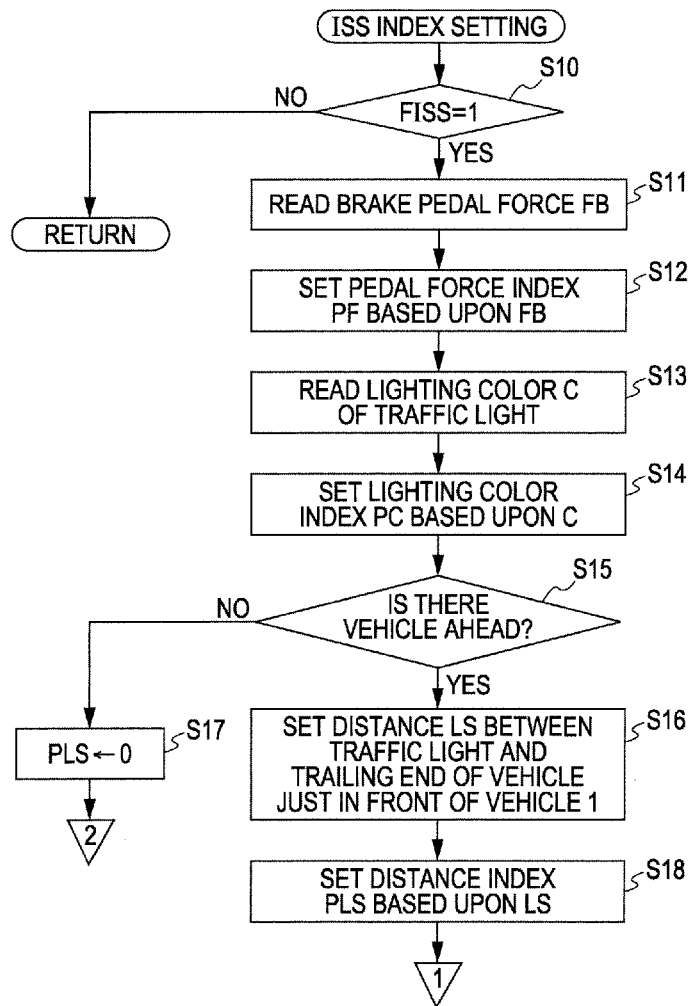 ISS INDEX SETTING
S10
FISS=1
NO
YES
RETURN
S11
READ BRAKE PEDAL FORCE FB
S12
SET PEDAL FORCE INDEX
PF BASED UPON FB
S13
READ LIGHTING COLOR C
OF TRAFFIC LIGHT
S14
SET LIGHTING COLOR
INDEX PC BASED UPON C
S15
IS THERE
VEHICLE AHEAD?
NO
YES
S17
PLS←0
2
S16
SET DISTANCE LS BETWEEN
TRAFFIC LIGHT AND
TRAILING END OF VEHICLE
JUST IN FRONT OF VEHICLE 1
S18
SET DISTANCE INDEX
PLS BASED UPON LS
1